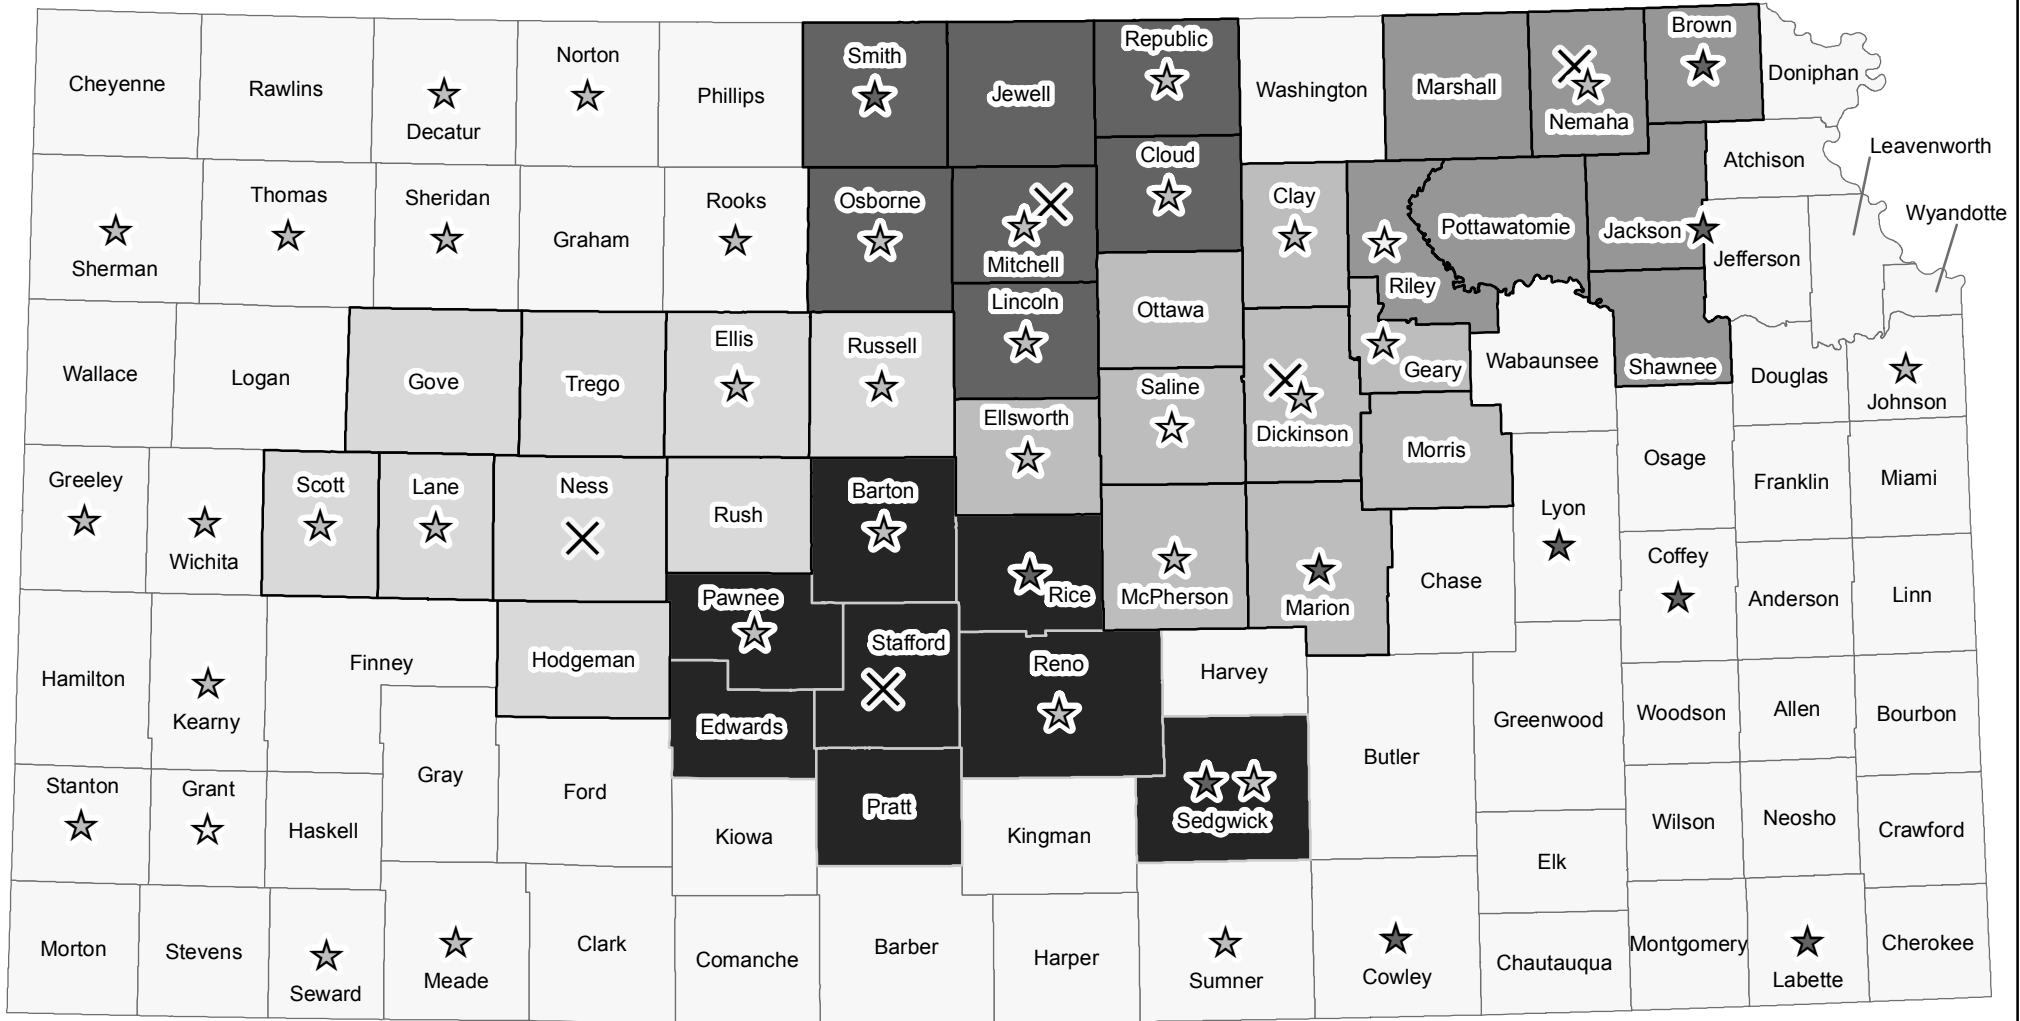 Cheyenne
Rawlins
Decatur
Norton
Phillips
Smith
Jewell
Republic
Washington
Marshall
Nemaha
Brown
Doniphan
Sherman
Thomas
Sheridan
Graham
Rooks
Osborne
Mitchell
Cloud
Clay
Riley
Pottawatomie
Jackson
Atchison
Jefferson
Leavenworth
Wyandotte
Wallace
Logan
Gove
Trego
Ellis
Russell
Lincoln
Ottawa
Saline
Dickinson
Geary
Wabaunsee
Shawnee
Douglas
Johnson
Greeley
Wichita
Scott
Lane
Ness
Rush
Barton
Ellsworth
Rice
McPherson
Marion
Morris
Chase
Lyon
Osage
Coffey
Franklin
Miami
Anderson
Linn
Hamilton
Kearny
Finney
Hodgeman
Pawnee
Edwards
Stafford
Pratt
Reno
Harvey
Sedgwick
Butler
Greenwood
Woodson
Allen
Bourbon
Stanton
Grant
Haskell
Gray
Ford
Kiowa
Kingman
Elk
Wilson
Neosho
Crawford
Morton
Stevens
Seward
Meade
Clark
Comanche
Barber
Harper
Sumner
Cowley
Chautauqua
Montgomery
Labette
Cherokee